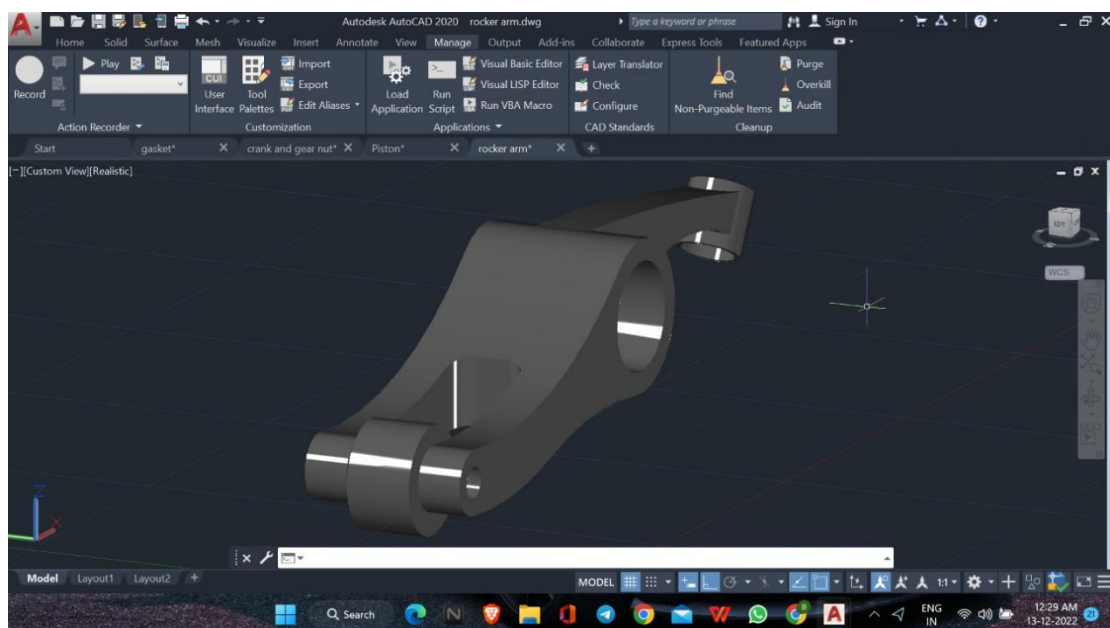 Autodesk AutoCAD 2020 rocker arm.dwg
Type a keyword or phrase
Sign In
Home Solid Surface Mesh Visualize Insert Annotate View Manage Output Add-ins Collaborate Express Tools Featured Apps
Play
Record
Action Recorder
CUI
User
Interface
Tool
Palettes
Import
Export
Edit Aliases
Customization
Load
Application
Run
Script
Visual Basic Editor
Visual LISP Editor
Run VBA Macro
Applications
Layer Translator
Check
Configure
CAD Standards
Find
Non-Purgeable Items
Purge
Overkill
Audit
Cleanup
Start gasket* crank and gear nut* Piston* rocker arm*
[−][Custom View][Realistic]
WCS
Z
X
Model Layout1 Layout2
MODEL 1:1
Search
ENG
IN
12:29 AM
13-12-2022
21